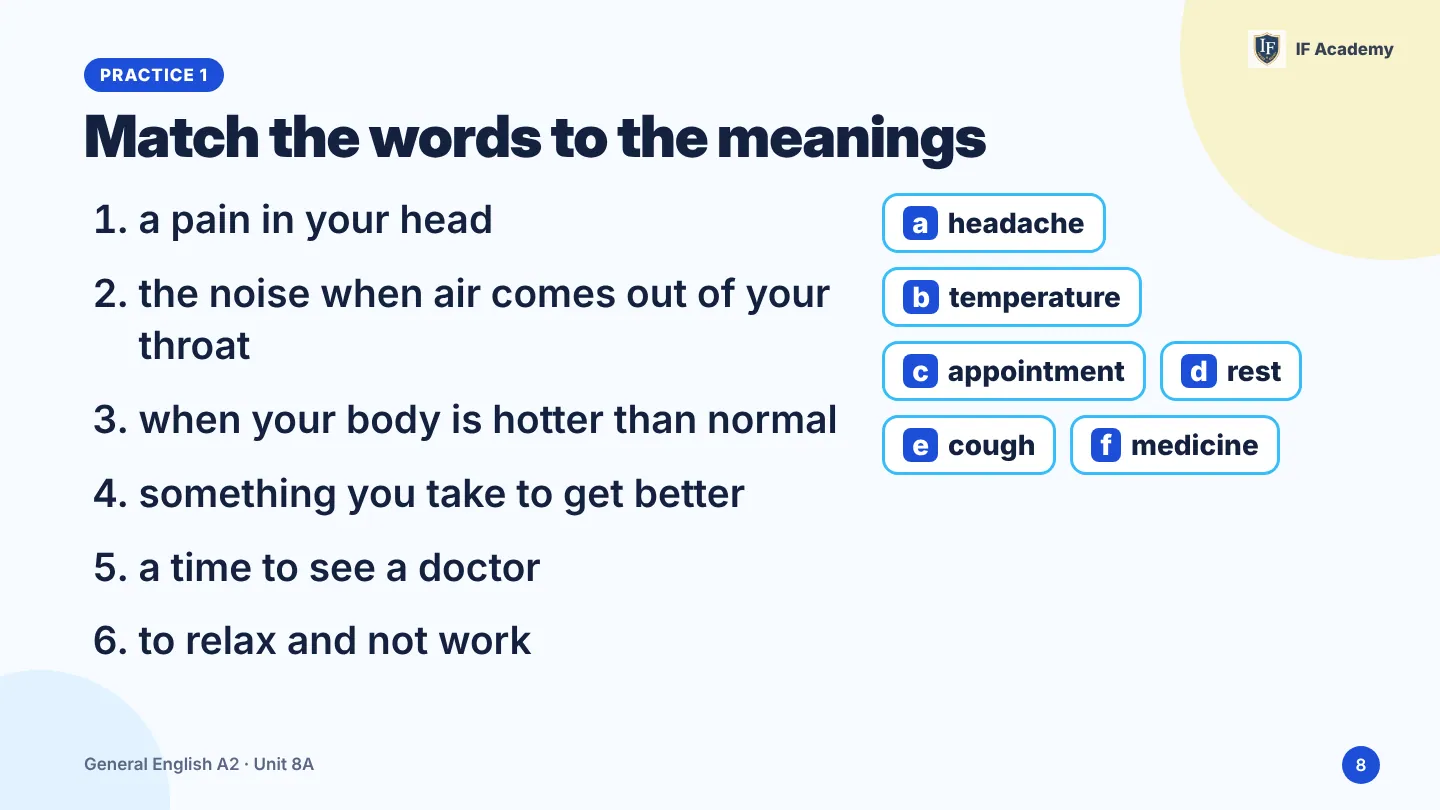 IF IF Academy
PRACTICE 1
Match the words to the meanings
1. a pain in your head
2. the noise when air comes out of your
throat
3. when your body is hotter than normal
4. something you take to get better
5. a time to see a doctor
6. to relax and not work
a headache
b temperature
c appointment d rest
e cough f medicine
General English A2 · Unit 8A
8